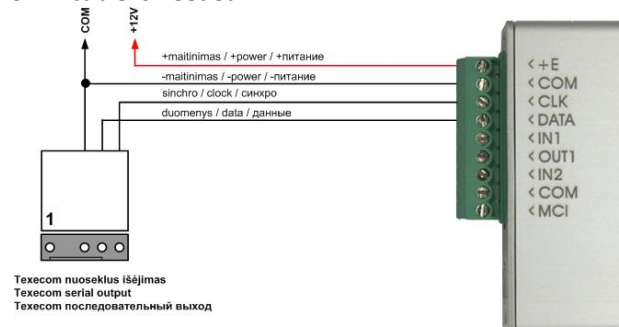 COM
+12V
+maitinimas / +power / +питание
-maitinimas / -power / -питание
sinchro / clock / синхро
duomenys / data / данные
<+E
<COM
<CLK
<DATA
<IN1
<OUT1
<IN2
<COM
<MCI
1
Texecom nuoseklus išėjimas
Texecom serial output
Texecom последовательный выход